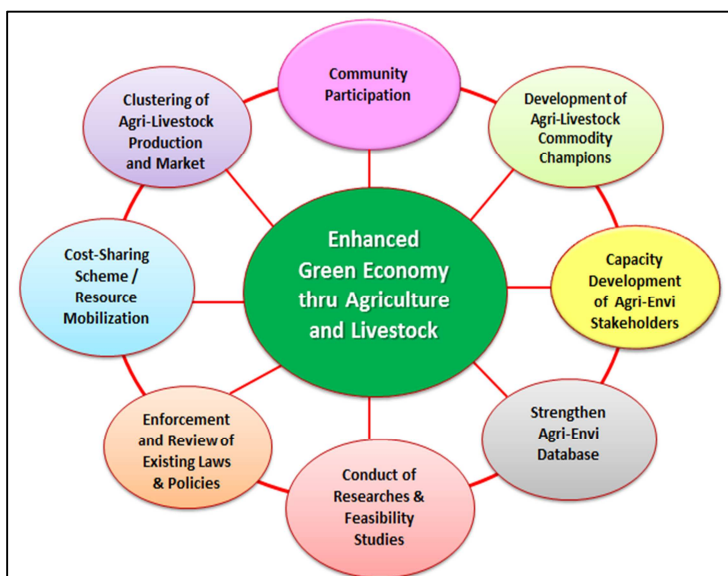 Community
Participation
Development of
Agri-Livestock
Commodity
Champions
Capacity
Development
of Agri-Envi
Stakeholders
Strengthen
Agri-Envi
Database
Conduct of
Researches &
Feasibility
Studies
Enforcement
and Review of
Existing Laws
& Policies
Cost-Sharing
Scheme /
Resource
Mobilization
Clustering of
Agri-Livestock
Production
and Market
Enhanced
Green Economy
thru Agriculture
and Livestock